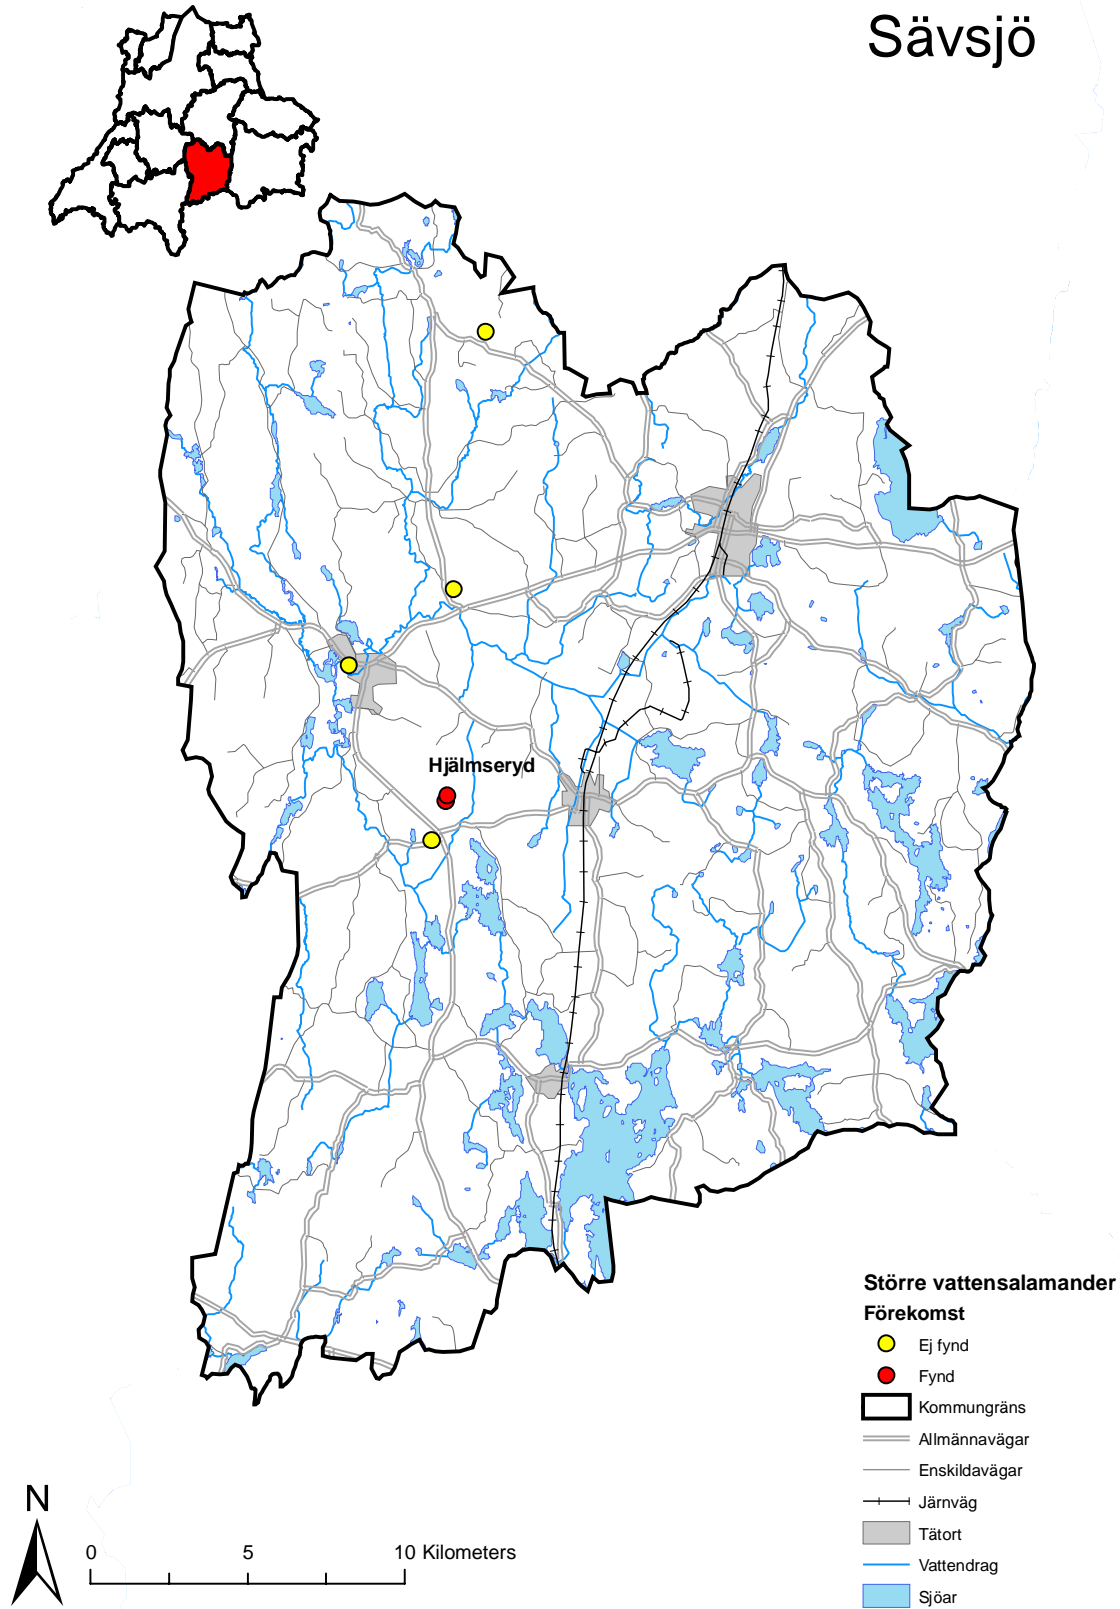 Sävsjö
Hjälmseryd
Större vattensalamander
Förekomst
Ej fynd
Fynd
Kommungräns
Allmännavägar
Enskildavägar
Järnväg
Tätort
Vattendrag
Sjöar
N
0 5 10 Kilometers